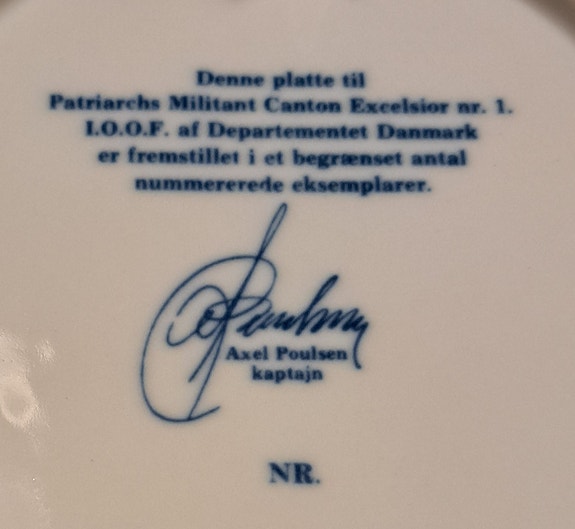 Denne platte til
Patriarchs Militant Canton Excelsior nr. 1.
I.O.O.F. af Departementet Danmark
er fremstillet i et begrænset antal
nummererede eksemplarer.
Axel Poulsen
kaptajn
NR.